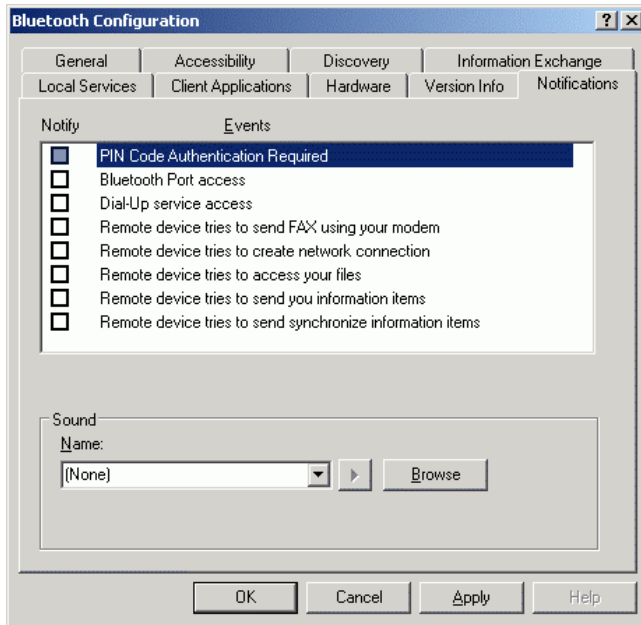 Bluetooth Configuration
General Accessibility Discovery Information Exchange
Local Services Client Applications Hardware Version Info Notifications
Notify Events
PIN Code Authentication Required
Bluetooth Port access
Dial-Up service access
Remote device tries to send FAX using your modem
Remote device tries to create network connection
Remote device tries to access your files
Remote device tries to send you information items
Remote device tries to send synchronize information items
Sound
Name:
(None) Browse
OK Cancel Apply Help